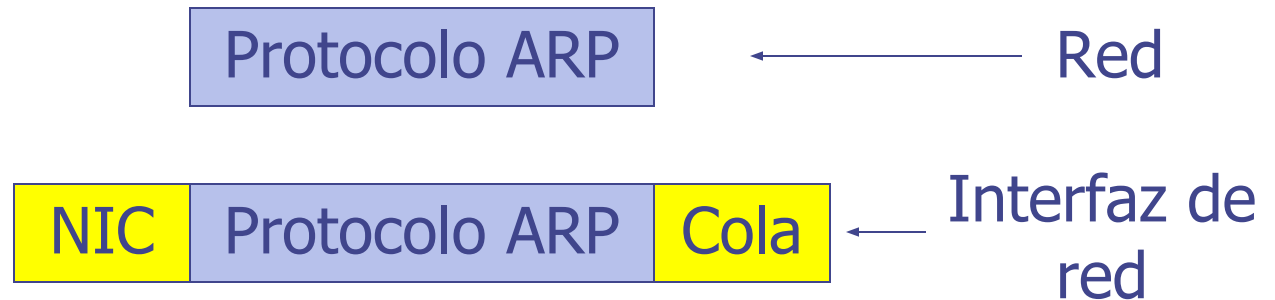 Protocolo ARP
Red
NIC
Protocolo ARP
Cola
Interfaz de
red